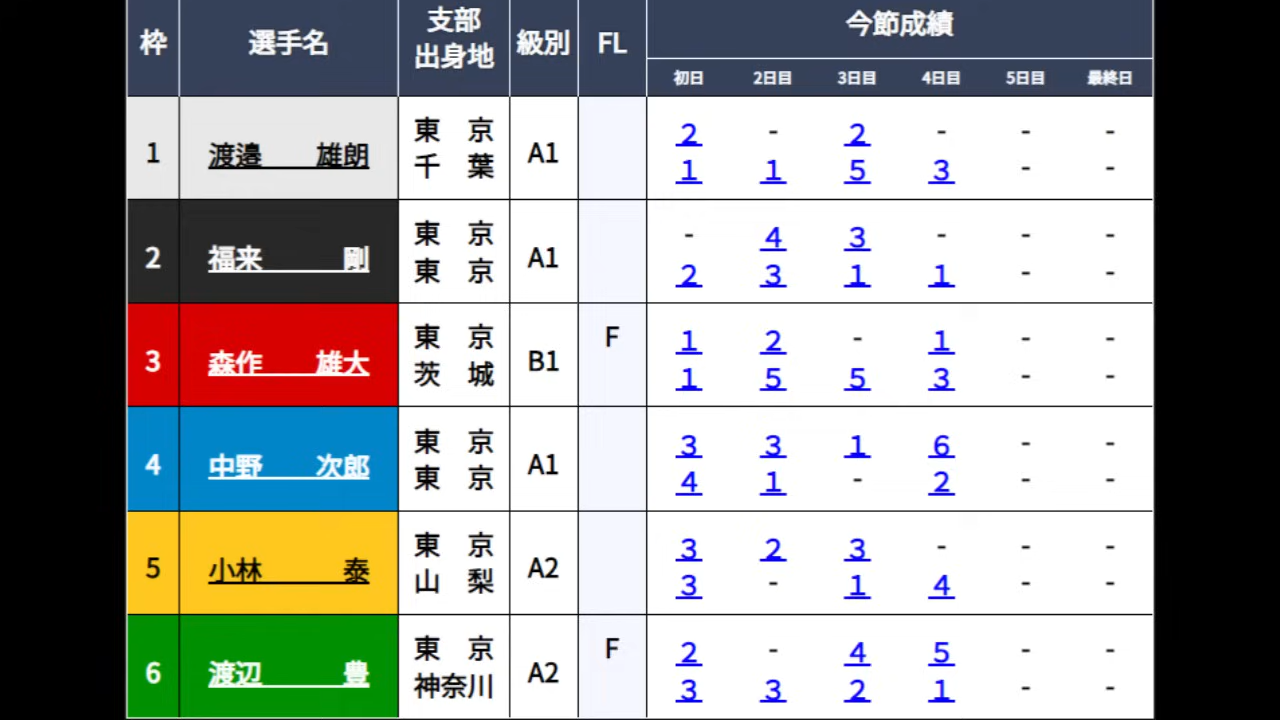 枠 選手名 支部 出身地 級別 FL 今節成績
初日 2日目 3日目 4日目 5日目 最終日
1 渡邉 雄朗 東 京 A1 2 - 2 - - -
千 葉 1 1 5 3 - -
2 福来 剛 東 京 A1 - 4 3 - - -
東 京 2 3 1 1 - -
3 森作 雄大 東 京 B1 F 1 2 - 1 - -
茨 城 1 5 5 3 - -
4 中野 次郎 東 京 A1 3 3 1 6 - -
東 京 4 1 - 2 - -
5 小林 泰 東 京 A2 3 2 3 - - -
山 梨 3 - 1 4 - -
6 渡辺 豊 東 京 A2 F 2 - 4 5 - -
神奈川 3 3 2 1 - -